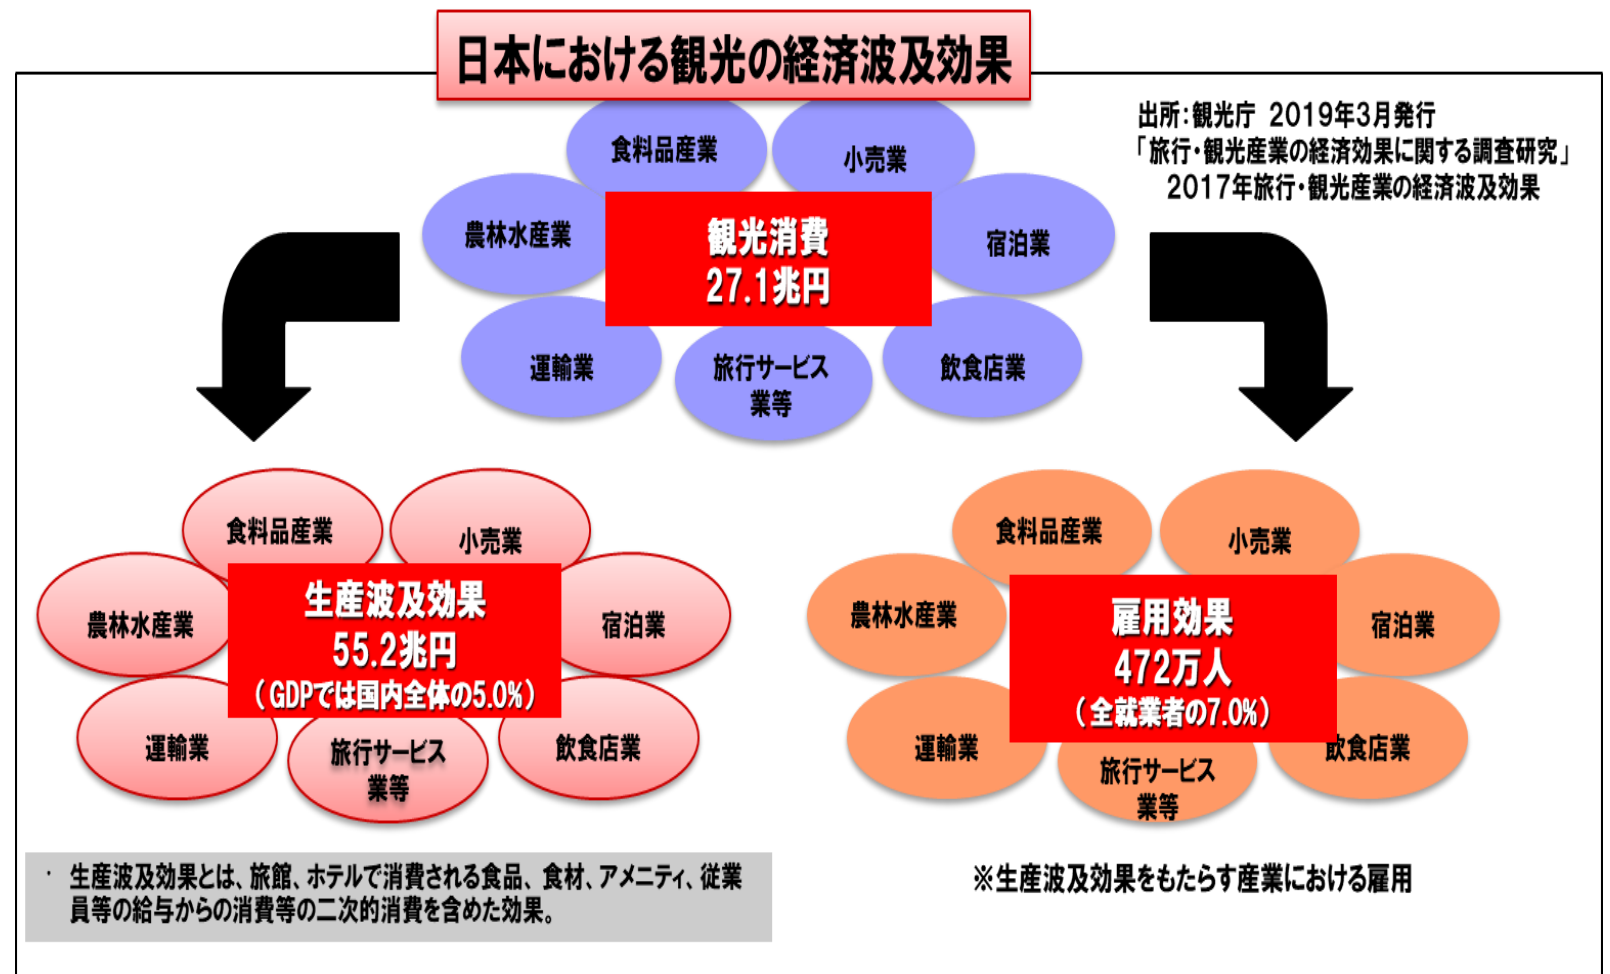 日本における観光の経済波及効果
出所：観光庁 2019年3月発行
「旅行・観光産業の経済効果に関する調査研究」
2017年旅行・観光産業の経済波及効果
食料品産業
小売業
農林水産業
宿泊業
観光消費
27.1兆円
運輸業
旅行サービス
業等
飲食店業
食料品産業
小売業
農林水産業
宿泊業
生産波及効果
55.2兆円
（GDPでは国内全体の5.0%）
運輸業
旅行サービス
業等
飲食店業
食料品産業
小売業
農林水産業
宿泊業
雇用効果
472万人
（全就業者の7.0%）
運輸業
旅行サービス
業等
飲食店業
・ 生産波及効果とは、旅館、ホテルで消費される食品、食材、アメニティ、従業
員等の給与からの消費等の二次的消費を含めた効果。
※生産波及効果をもたらす産業における雇用